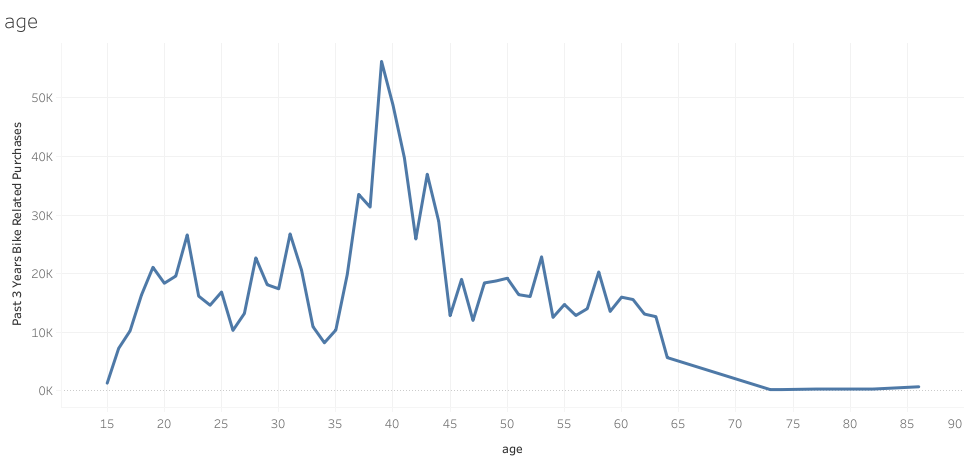 age
50K
40K
30K
20K
10K
0K
Past 3 Years Bike Related Purchases
15 20 25 30 35 40 45 50 55 60 65 70 75 80 85 90
age